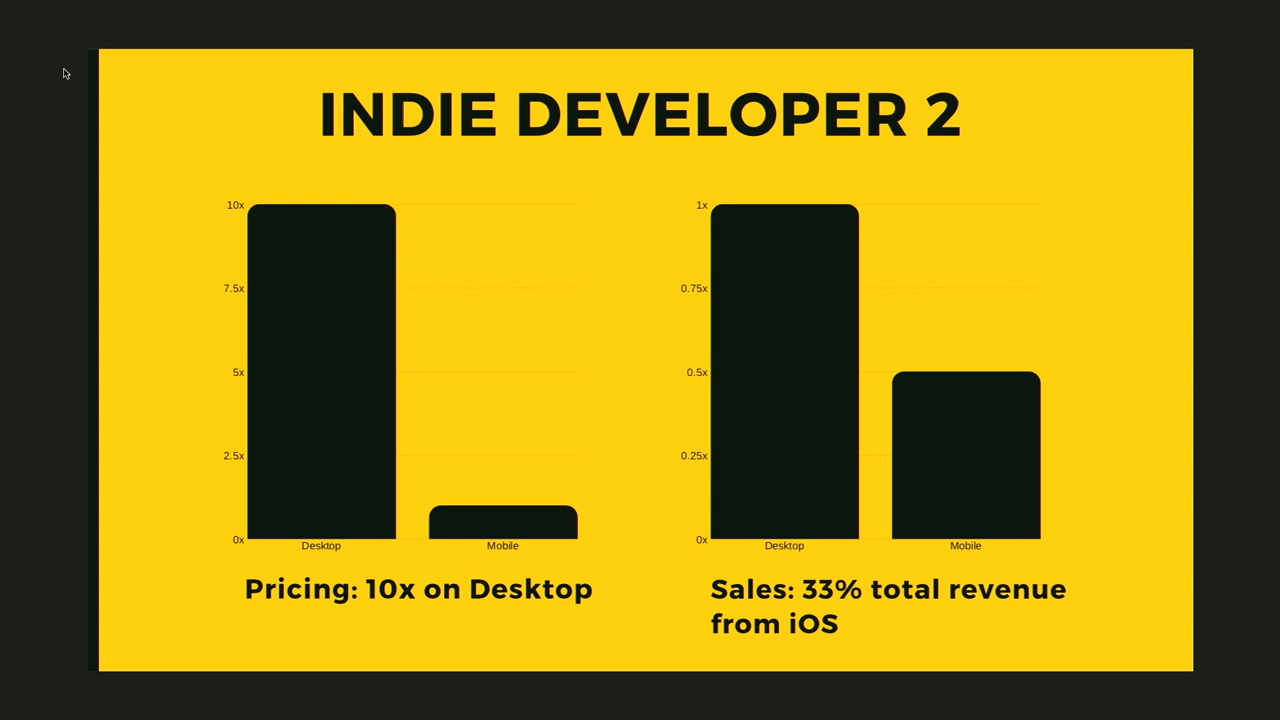 INDIE DEVELOPER 2
10x
7.5x
5x
2.5x
0x
Desktop Mobile
Pricing: 10x on Desktop
1x
0.75x
0.5x
0.25x
0x
Desktop Mobile
Sales: 33% total revenue
from iOS